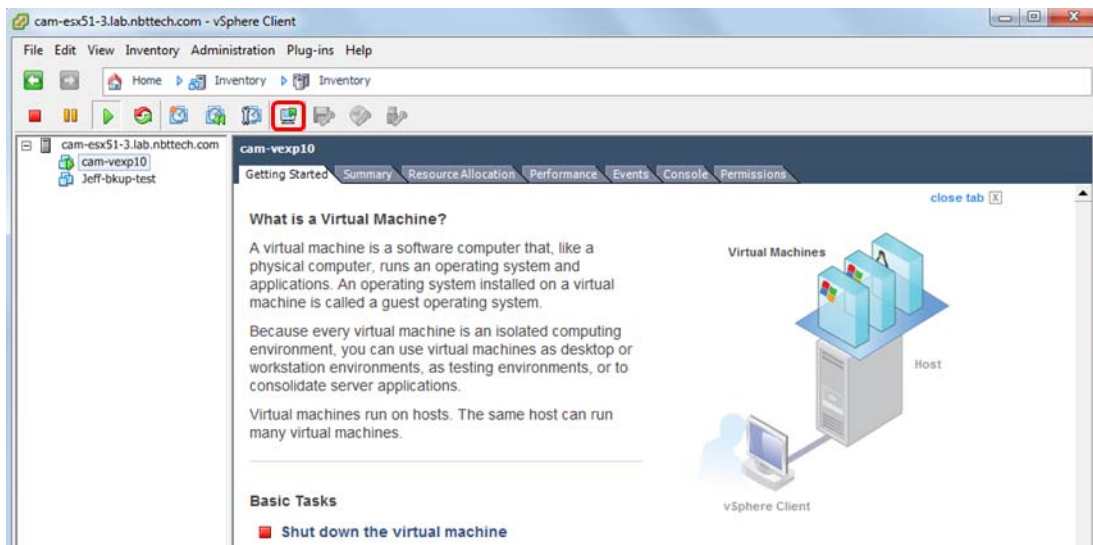 cam-esx51-3.lab.nbttech.com - vSphere Client
File Edit View Inventory Administration Plug-ins Help
Home Inventory Inventory
cam-esx51-3.lab.nbttech.com
cam-vexp10
Jeff-bkup-test
cam-vexp10
Getting Started Summary Resource Allocation Performance Events Console Permissions
close tab X
What is a Virtual Machine?
A virtual machine is a software computer that, like a
physical computer, runs an operating system and
applications. An operating system installed on a virtual
machine is called a guest operating system.
Because every virtual machine is an isolated computing
environment, you can use virtual machines as desktop or
workstation environments, as testing environments, or to
consolidate server applications.
Virtual machines run on hosts. The same host can run
many virtual machines.
Virtual Machines
Host
vSphere Client
Basic Tasks
Shut down the virtual machine